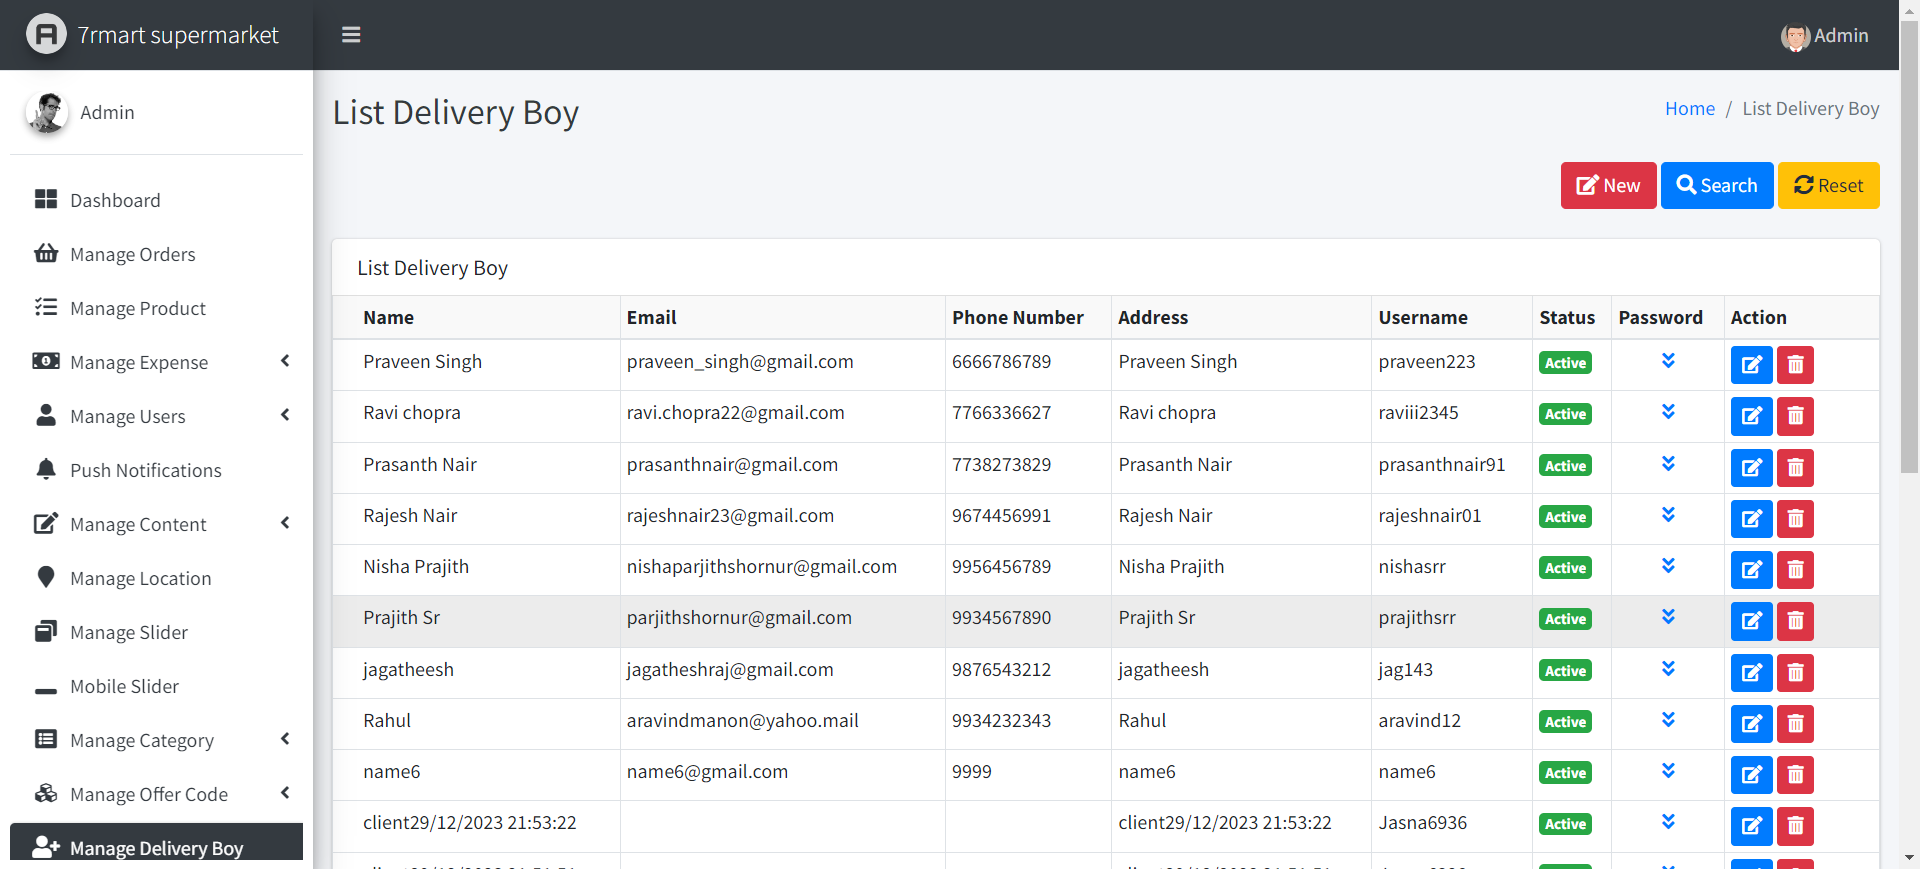 7rmart supermarket
Admin
Admin
Dashboard
Manage Orders
Manage Product
Manage Expense
Manage Users
Push Notifications
Manage Content
Manage Location
Manage Slider
Mobile Slider
Manage Category
Manage Offer Code
Manage Delivery Boy
List Delivery Boy
Home / List Delivery Boy
New Search Reset
List Delivery Boy
Name Email Phone Number Address Username Status Password Action
Praveen Singh praveen_singh@gmail.com 6666786789 Praveen Singh praveen223 Active
Ravi chopra ravi.chopra22@gmail.com 7766336627 Ravi chopra raviii2345 Active
Prasanth Nair prasanthnair@gmail.com 7738273829 Prasanth Nair prasanthnair91 Active
Rajesh Nair rajeshnair23@gmail.com 9674456991 Rajesh Nair rajeshnair01 Active
Nisha Prajith nishaparjithshornur@gmail.com 9956456789 Nisha Prajith nishasrr Active
Prajith Sr parjithshornur@gmail.com 9934567890 Prajith Sr prajithsrr Active
jagatheesh jagatheshraj@gmail.com 9876543212 jagatheesh jag143 Active
Rahul aravindmanon@yahoo.mail 9934232343 Rahul aravind12 Active
name6 name6@gmail.com 9999 name6 name6 Active
client29/12/2023 21:53:22 client29/12/2023 21:53:22 Jasna6936 Active